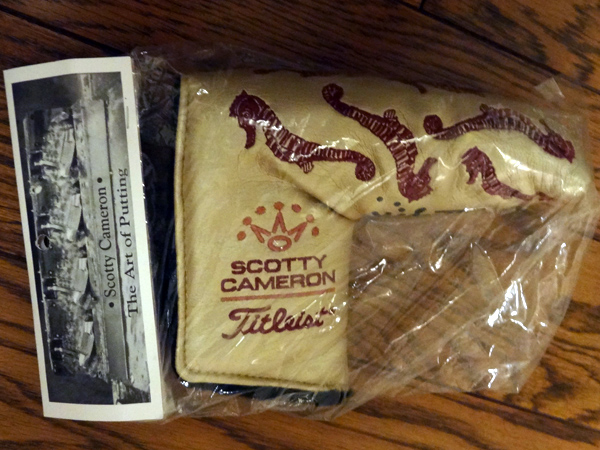 • Scotty Cameron •
The Art of Putting
SCOTTY
CAMERON
Titleist